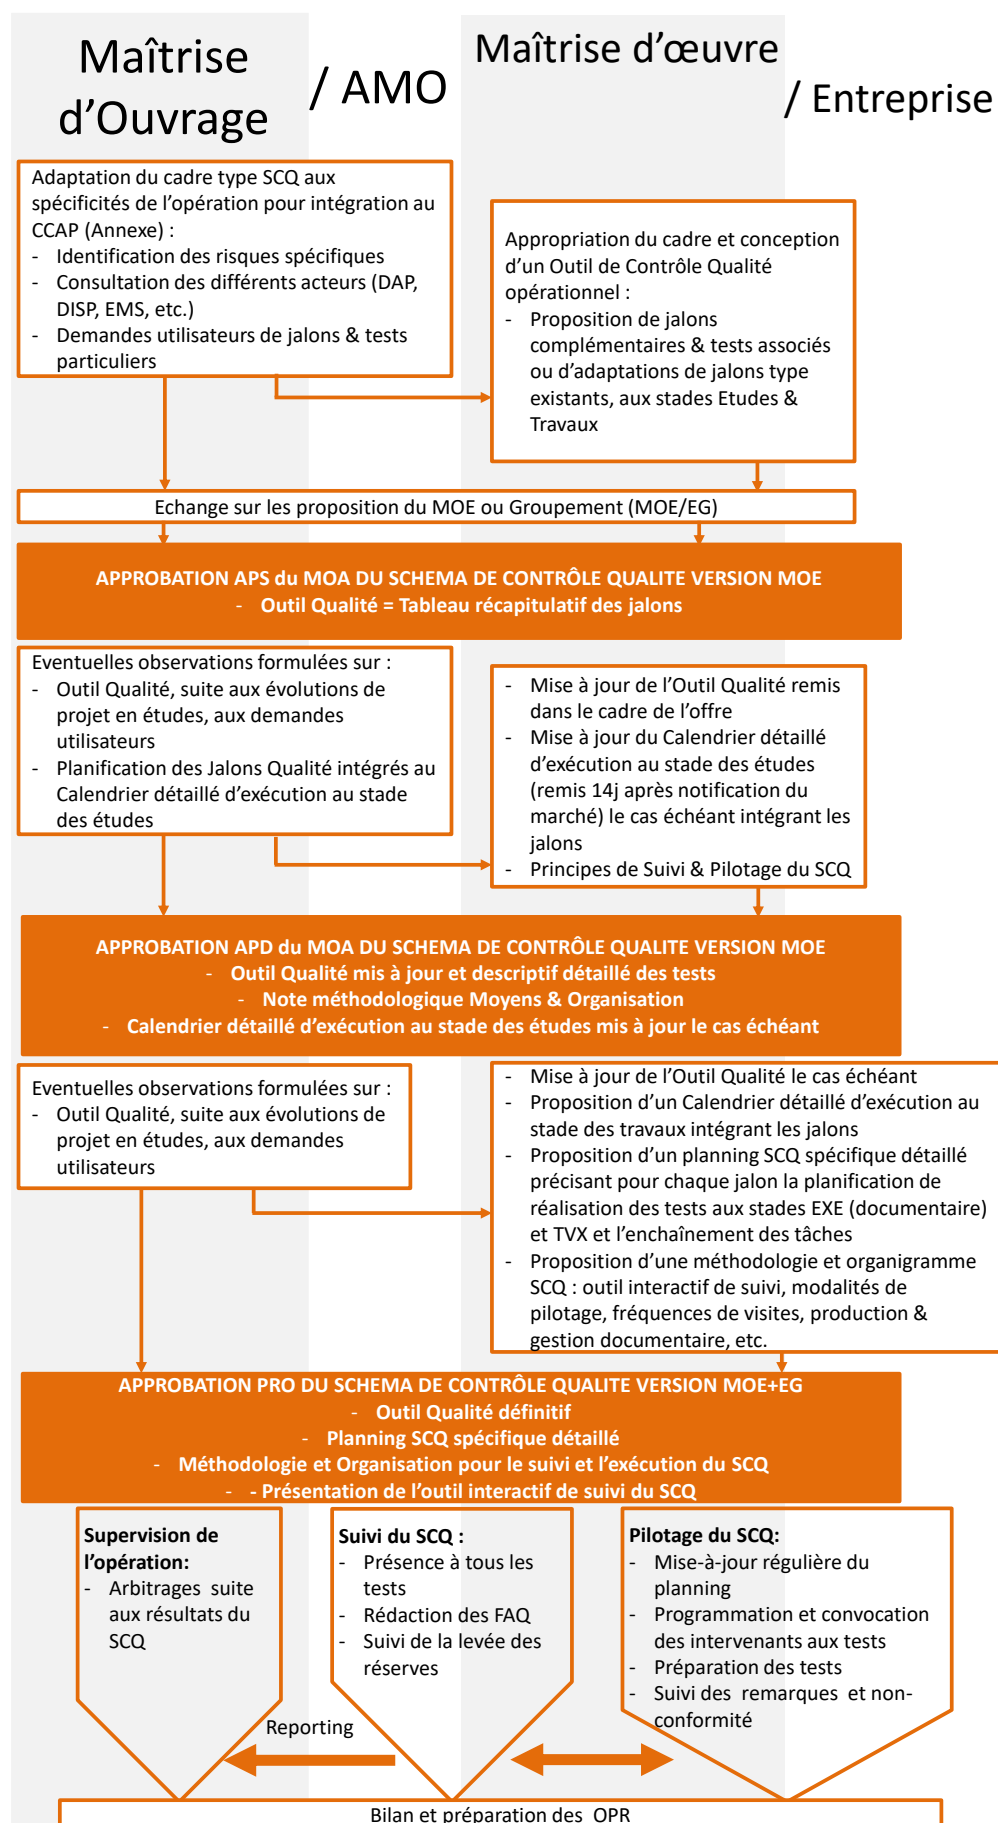 Maîtrise
d'Ouvrage
/ AMO
Maîtrise d'œuvre
/ Entreprise
Adaptation du cadre type SCQ aux
spécificités de l'opération pour intégration au
CCAP (Annexe) :
- Identification des risques spécifiques
- Consultation des différents acteurs (DAP,
DISP, EMS, etc.)
- Demandes utilisateurs de jalons & tests
particuliers
Appropriation du cadre et conception
d'un Outil de Contrôle Qualité
opérationnel :
- Proposition de jalons
complémentaires & tests associés
ou d'adaptations de jalons type
existants, aux stades Etudes &
Travaux
Echange sur les proposition du MOE ou Groupement (MOE/EG)
APPROBATION APS du MOA DU SCHEMA DE CONTRÔLE QUALITE VERSION MOE
- Outil Qualité = Tableau récapitulatif des jalons
Eventuelles observations formulées sur :
- Outil Qualité, suite aux évolutions de
projet en études, aux demandes
utilisateurs
- Planification des Jalons Qualité intégrés au
Calendrier détaillé d'exécution au stade
des études
- Mise à jour de l'Outil Qualité remis
dans le cadre de l'offre
- Mise à jour du Calendrier détaillé
d'exécution au stade des études
(remis 14j après notification du
marché) le cas échéant intégrant les
jalons
- Principes de Suivi & Pilotage du SCQ
APPROBATION APD du MOA DU SCHEMA DE CONTRÔLE QUALITE VERSION MOE
- Outil Qualité mis à jour et descriptif détaillé des tests
- Note méthodologique Moyens & Organisation
- Calendrier détaillé d'exécution au stade des études mis à jour le cas échéant
Eventuelles observations formulées sur :
- Outil Qualité, suite aux évolutions de
projet en études, aux demandes
utilisateurs
- Mise à jour de l'Outil Qualité le cas échéant
- Proposition d'un Calendrier détaillé d'exécution au
stade des travaux intégrant les jalons
- Proposition d'un planning SCQ spécifique détaillé
précisant pour chaque jalon la planification de
réalisation des tests aux stades EXE (documentaire)
et TVX et l'enchaînement des tâches
- Proposition d'une méthodologie et organigramme
SCQ : outil interactif de suivi, modalités de
pilotage, fréquences de visites, production &
gestion documentaire, etc.
APPROBATION PRO DU SCHEMA DE CONTRÔLE QUALITE VERSION MOE+EG
- Outil Qualité définitif
- Planning SCQ spécifique détaillé
- Méthodologie et Organisation pour le suivi et l'exécution du SCQ
- - Présentation de l'outil interactif de suivi du SCQ
Supervision de
l'opération:
- Arbitrages suite
aux résultats du
SCQ
Suivi du SCQ :
- Présence à tous les
tests
- Rédaction des FAQ
- Suivi de la levée des
réserves
Pilotage du SCQ:
- Mise-à-jour régulière du
planning
- Programmation et convocation
des intervenants aux tests
- Préparation des tests
- Suivi des remarques et non-
conformité
Reporting
Bilan et préparation des OPR